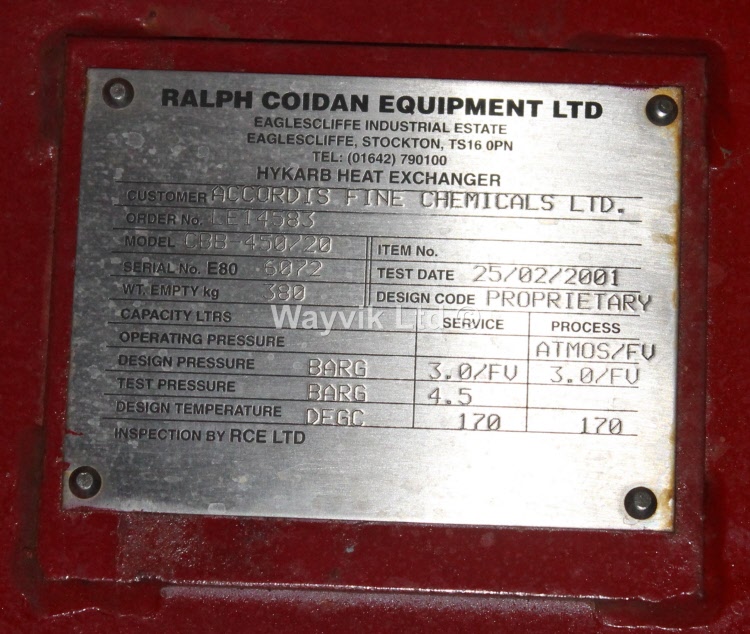 RALPH COIDAN EQUIPMENT LTD
EAGLESCLIFFE INDUSTRIAL ESTATE
EAGLESCLIFFE, STOCKTON, TS16 0PN
TEL: (01642) 790100
HYKARB HEAT EXCHANGER
CUSTOMER ACCORDIS FINE CHEMICALS LTD.
ORDER No. LE14583
MODEL CBB-450/20 ITEM No.
SERIAL No. E80 6072 TEST DATE 25/02/2001
WT. EMPTY kg 380 DESIGN CODE PROPRIETARY
Wayvik Ltd ©
CAPACITY LTRS SERVICE PROCESS
OPERATING PRESSURE ATMOS/FV
DESIGN PRESSURE BARG 3.0/FV 3.0/FV
TEST PRESSURE BARG 4.5
DESIGN TEMPERATURE DEGC 170 170
INSPECTION BY RCE LTD